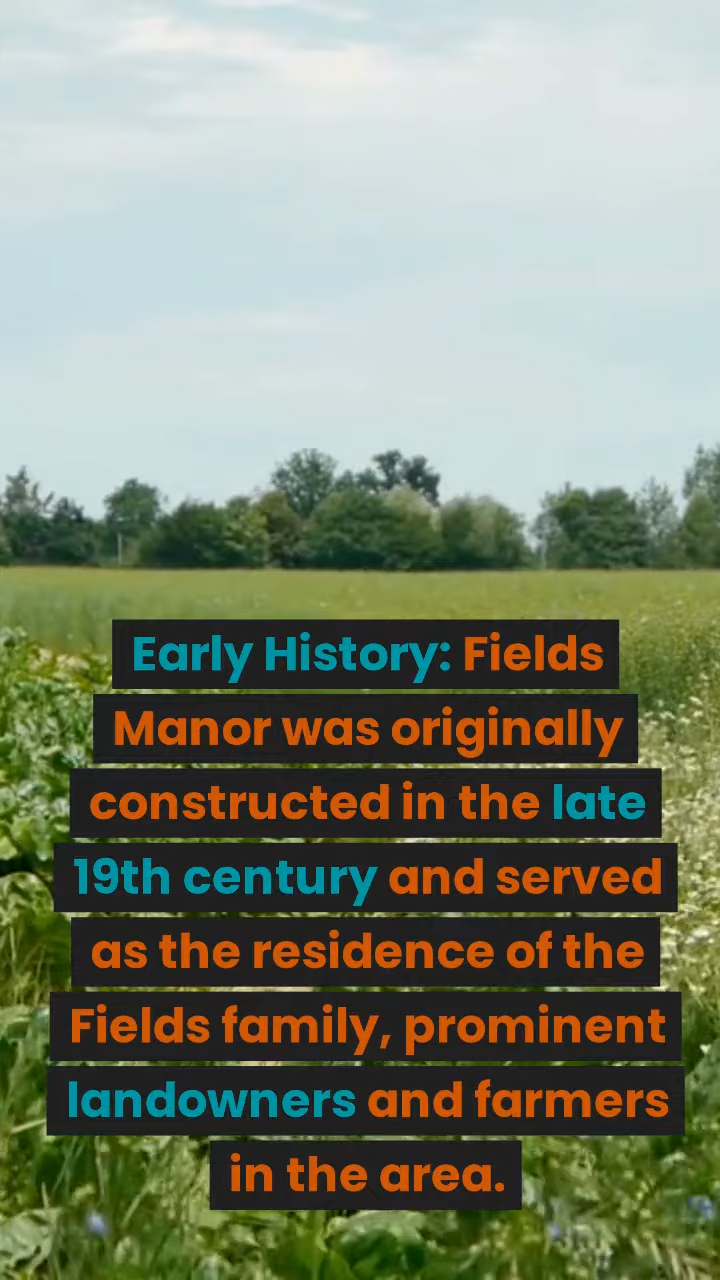 Early History: Fields
Manor was originally
constructed in the late
19th century and served
as the residence of the
Fields family, prominent
landowners and farmers
in the area.